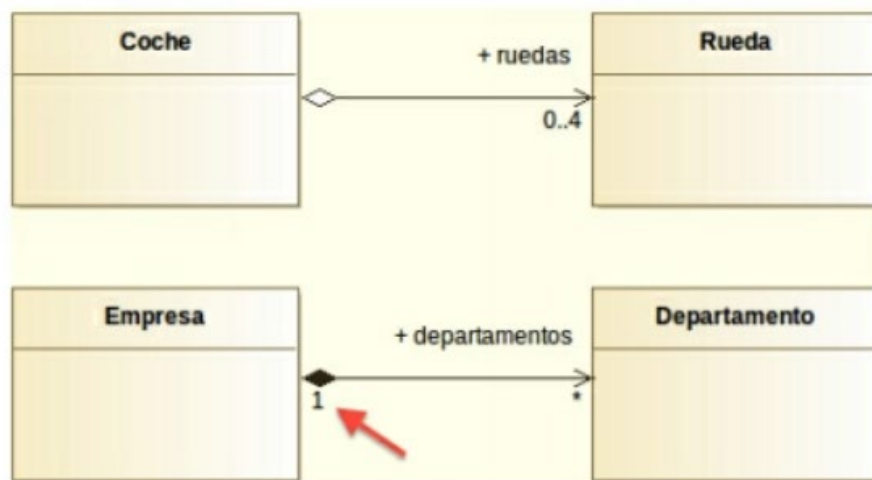 Coche
Rueda
+ ruedas
0..4
Empresa
Departamento
+ departamentos
1
*